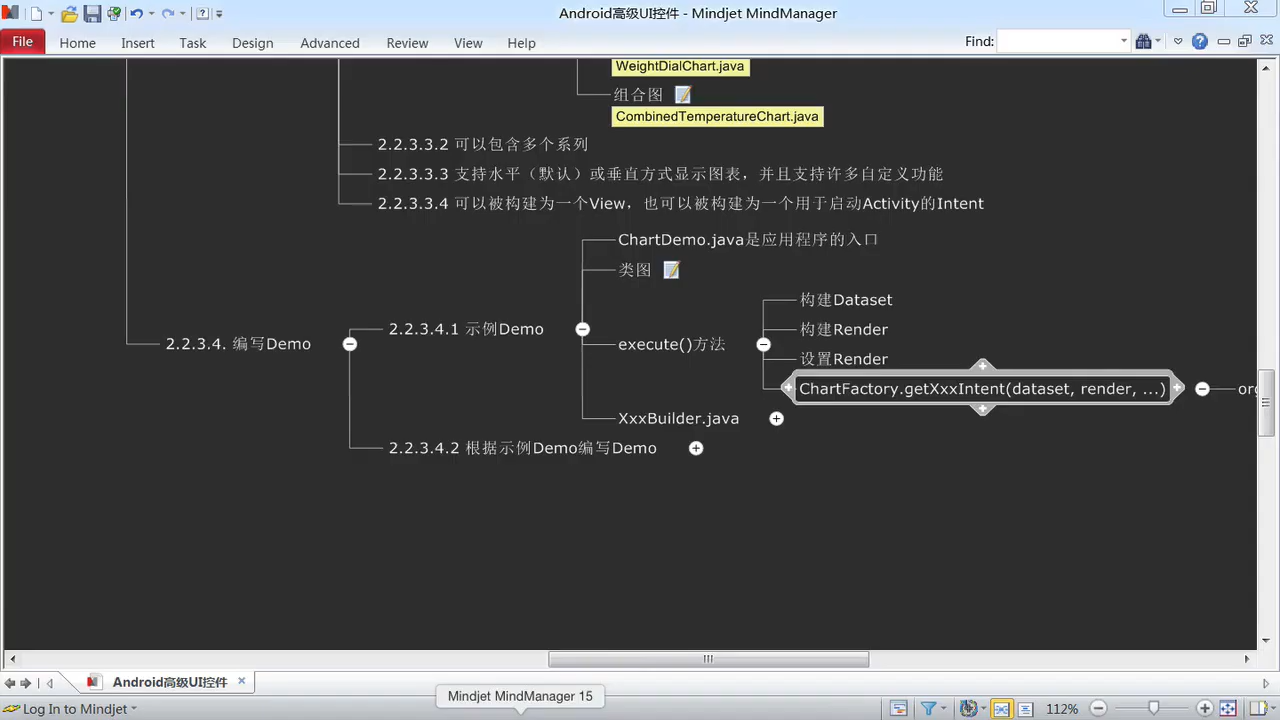 Android高级UI控件 - Mindjet MindManager
File Home Insert Task Design Advanced Review View Help Find:
WeightDialChart.java
组合图
CombinedTemperatureChart.java
2.2.3.3.2 可以包含多个系列
2.2.3.3.3 支持水平（默认）或垂直方式显示图表，并且支持许多自定义功能
2.2.3.3.4 可以被构建为一个View，也可以被构建为一个用于启动Activity的Intent
ChartDemo.java是应用程序的入口
类图
构建Dataset
2.2.3.4.1 示例Demo
构建Render
2.2.3.4. 编写Demo
execute()方法
设置Render
ChartFactory.getXxxIntent(dataset, render, ...)
XxxBuilder.java
2.2.3.4.2 根据示例Demo编写Demo
Android高级UI控件
Mindjet MindManager 15
Log In to Mindjet
112%